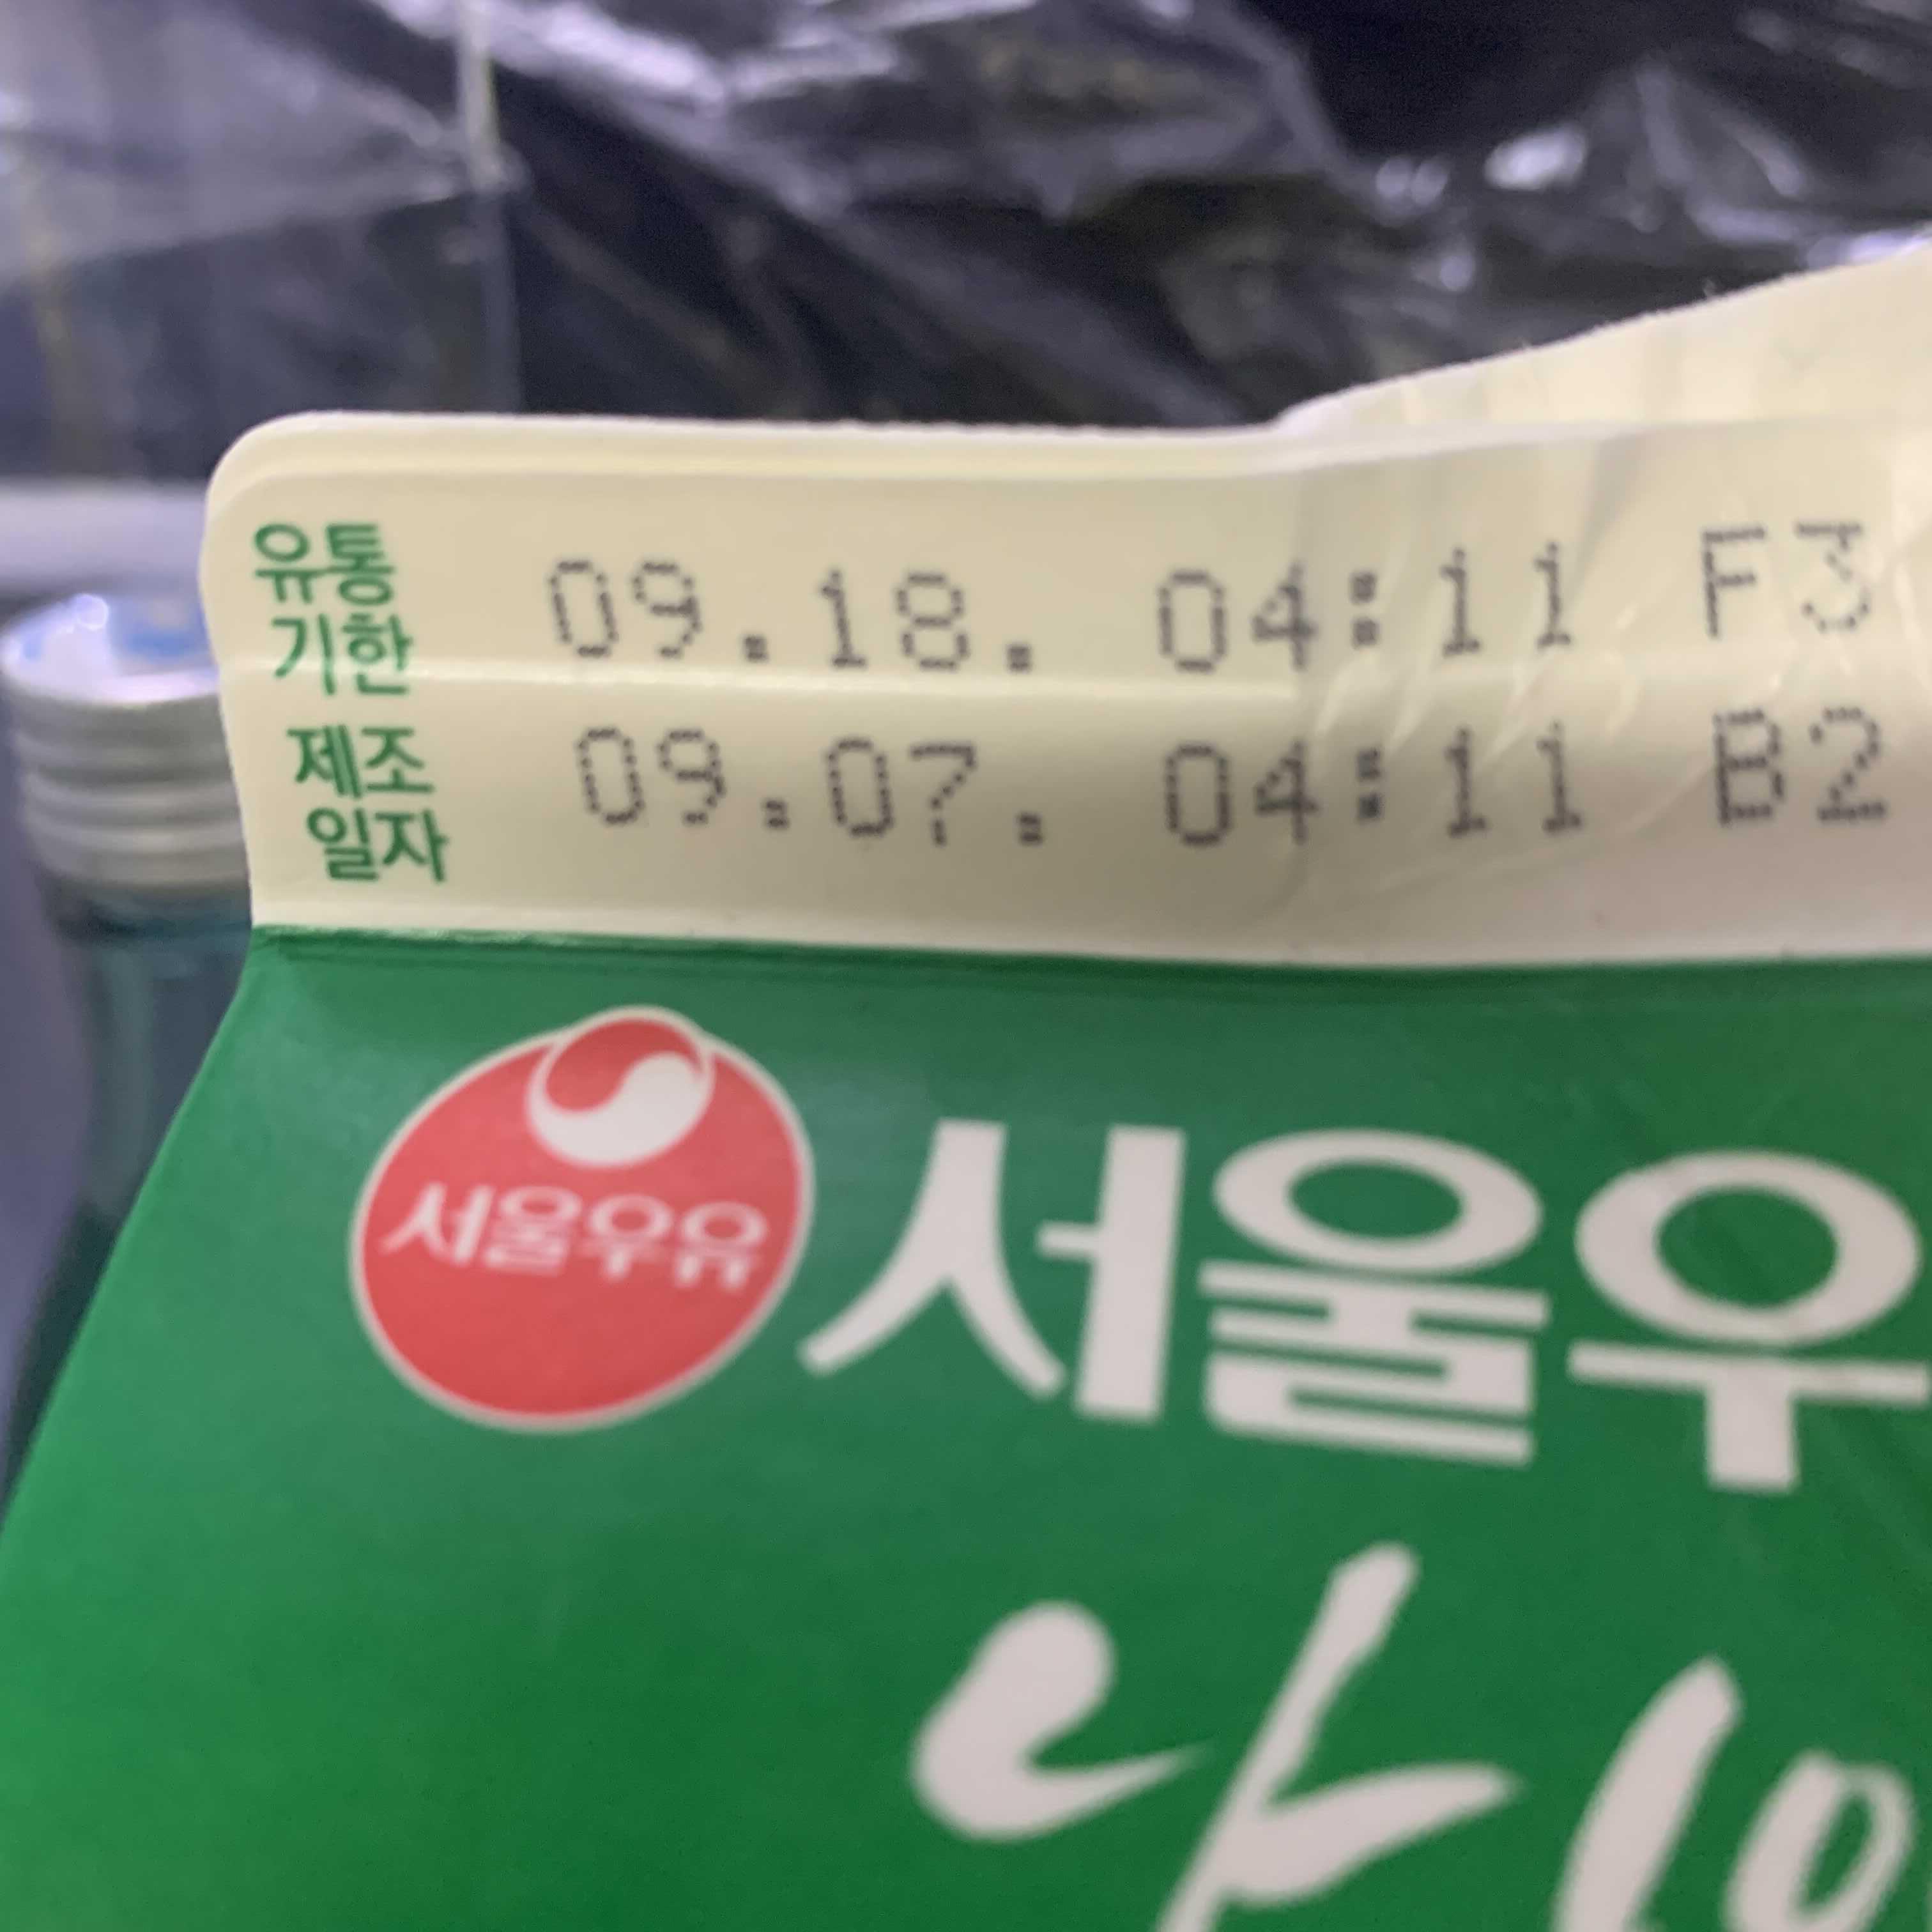 유통
기한
09.18. 04:11 F3
제조
일자
09.07. 04:11 B2
서울우유
서울우
나